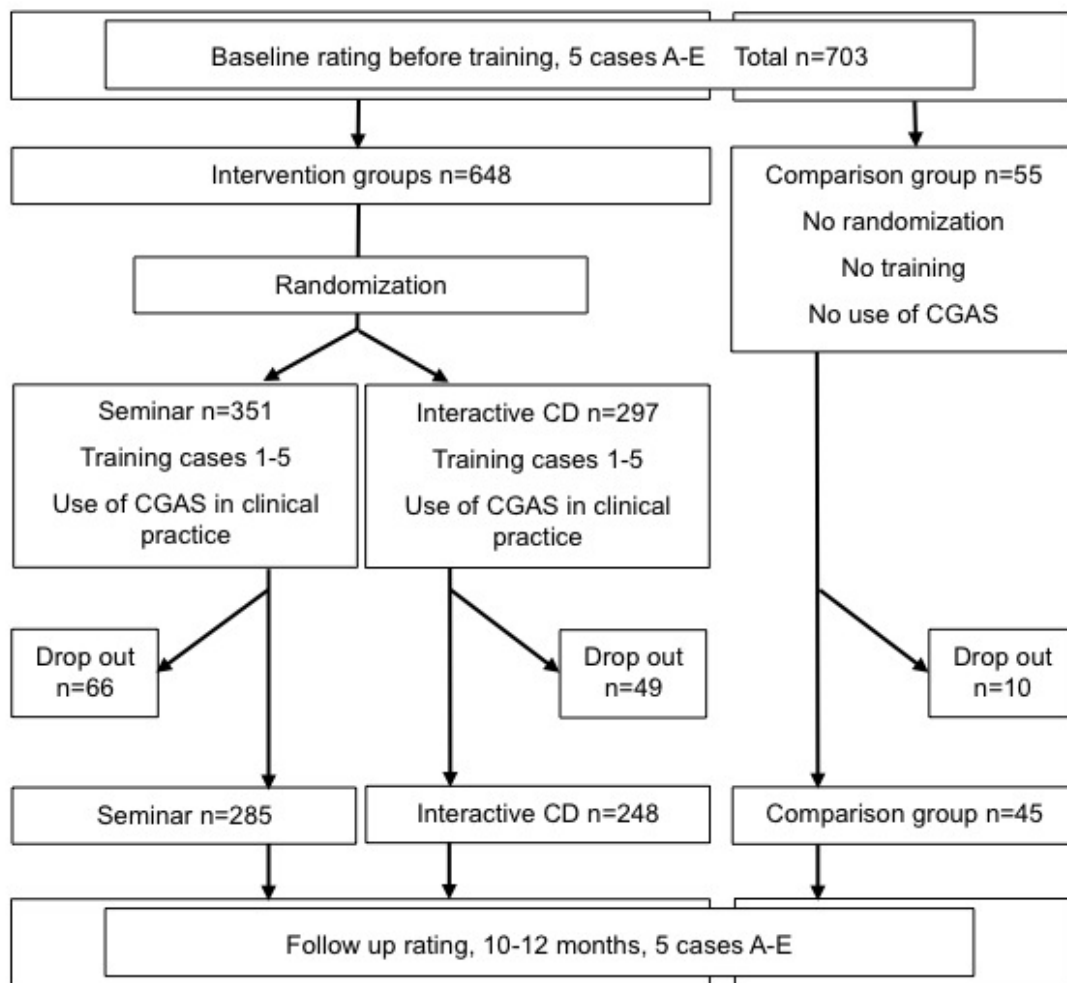 Baseline rating before training, 5 cases A-E Total n=703
Intervention groups n=648
Comparison group n=55
No randomization
No training
No use of CGAS
Randomization
Seminar n=351
Training cases 1-5
Use of CGAS in clinical
practice
Interactive CD n=297
Training cases 1-5
Use of CGAS in clinical
practice
Drop out
n=66
Drop out
n=49
Drop out
n=10
Seminar n=285
Interactive CD n=248
Comparison group n=45
Follow up rating, 10-12 months, 5 cases A-E